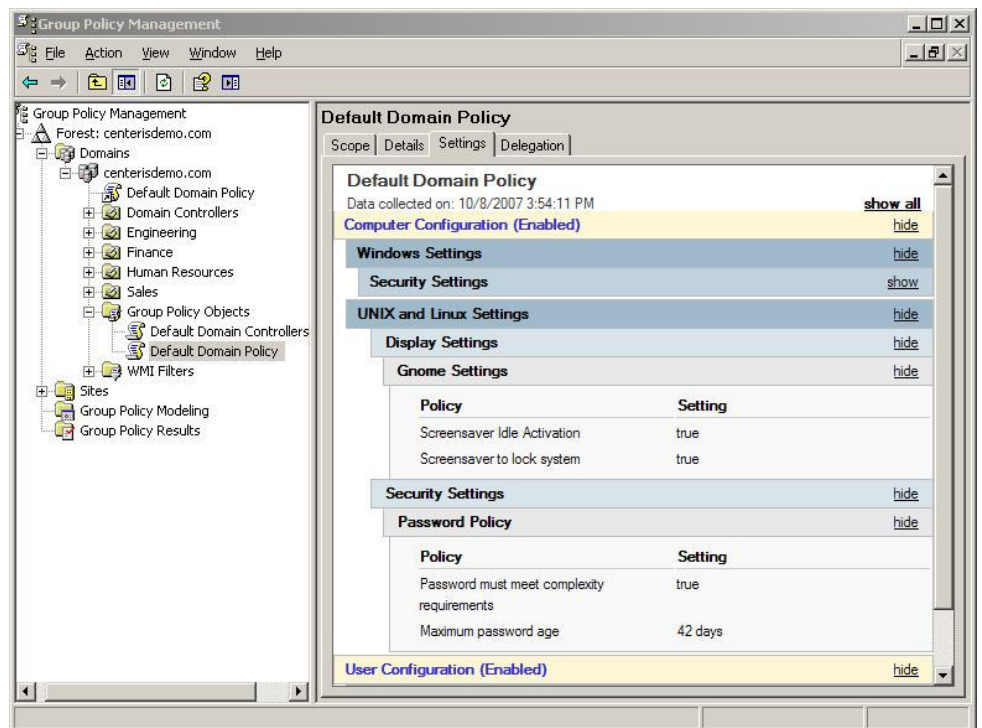 Group Policy Management
File Action View Window Help
Group Policy Management
Forest: centerisdemo.com
Domains
centerisdemo.com
Default Domain Policy
Domain Controllers
Engineering
Finance
Human Resources
Sales
Group Policy Objects
Default Domain Controllers
Default Domain Policy
WMI Filters
Sites
Group Policy Modeling
Group Policy Results
Default Domain Policy
Scope Details Settings Delegation
Default Domain Policy
Data collected on: 10/8/2007 3:54:11 PM show all
Computer Configuration (Enabled) hide
Windows Settings hide
Security Settings show
UNIX and Linux Settings hide
Display Settings hide
Gnome Settings hide
Policy Setting
Screensaver Idle Activation true
Screensaver to lock system true
Security Settings hide
Password Policy hide
Policy Setting
Password must meet complexity true
requirements
Maximum password age 42 days
User Configuration (Enabled) hide